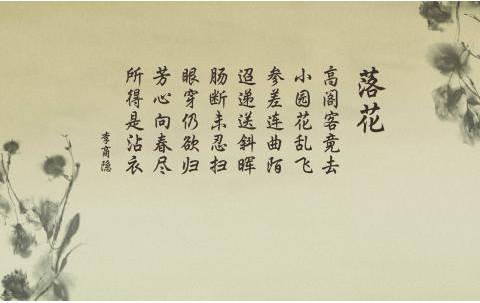 落花
高阁客竟去
小园花乱飞
参差连曲陌
迢递送斜晖
肠断未忍扫
眼穿仍欲归
芳心向春尽
所得是沾衣
李商隐